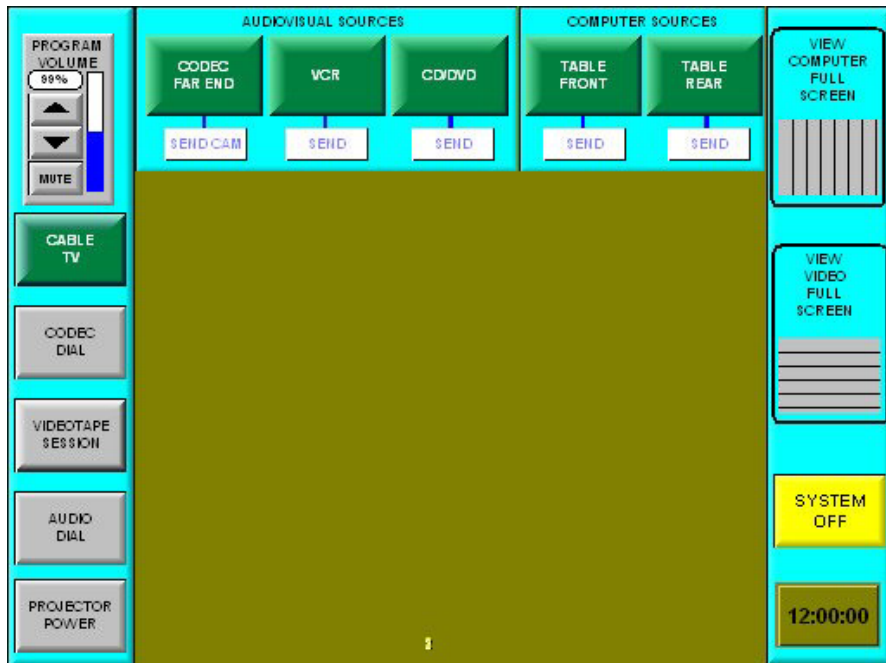 AUDIOVISUAL SOURCES
COMPUTER SOURCES
PROGRAM
VOLUME
99%
MUTE
CODEC
FAR END
VCR
CD/DVD
TABLE
FRONT
TABLE
REAR
SEND CAM
SEND
SEND
SEND
SEND
VIEW
COMPUTER
FULL
SCREEN
CABLE
TV
CODEC
DIAL
VIDEOTAPE
SESSION
AUDIO
DIAL
PROJECTOR
POWER
VIEW
VIDEO
FULL
SCREEN
SYSTEM
OFF
12:00:00